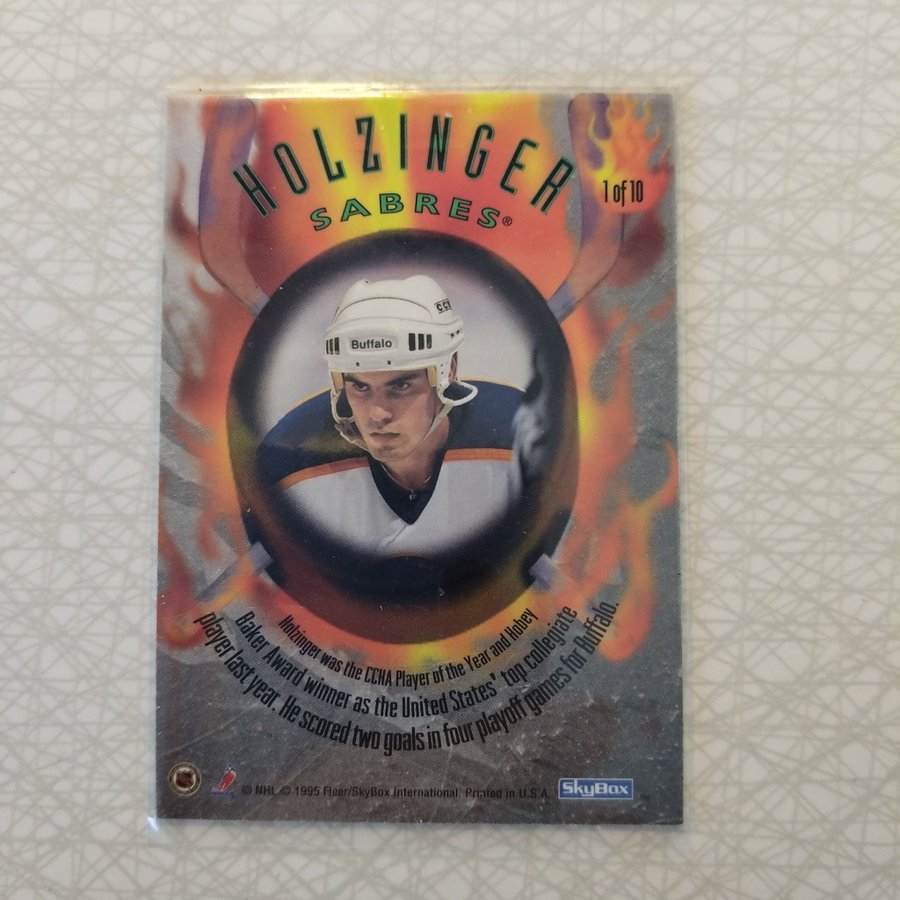 HOLZINGER
SABRES®
1 of 10
CCM
Buffalo
Holzinger was the CCHA Player of the Year and Hobey
Baker Award winner as the United States' top collegiate
player last year. He scored two goals in four playoff games for Buffalo.
© NHL © 1995 Fleer/SkyBox International. Printed in U.S.A.
SkyBox™